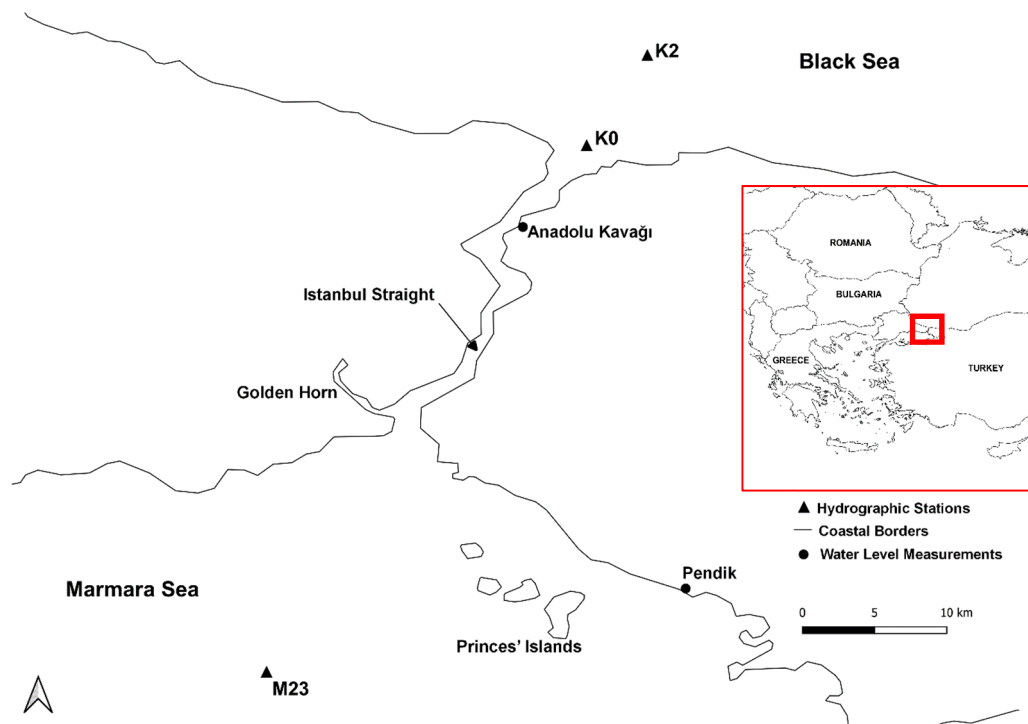 K2
Black Sea
K0
Anadolu Kavağı
ROMANIA
Istanbul Straight
BULGARIA
GREECE
TURKEY
Golden Horn
Hydrographic Stations
Coastal Borders
Water Level Measurements
Pendik
Marmara Sea
0 5 10 km
Princes' Islands
M23